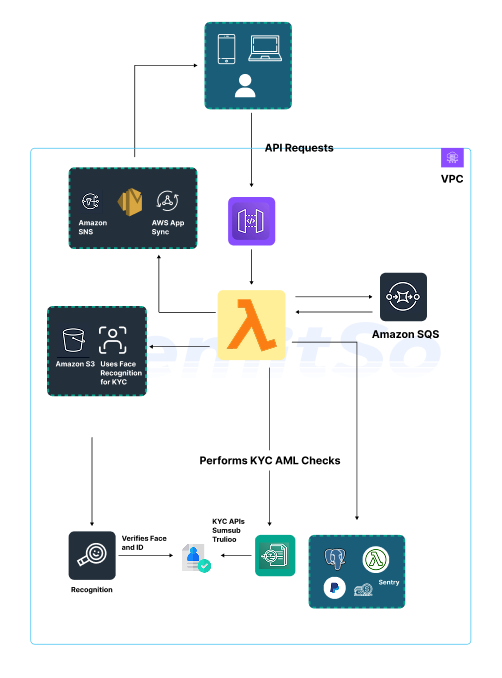 API Requests
VPC
Amazon
SNS
AWS App
Sync
Amazon SQS
Amazon S3
Uses Face
Recognition
for KYC
Performs KYC AML Checks
KYC APIs
Sumsub
Trulioo
Verifies Face
and ID
Recognition
Sentry